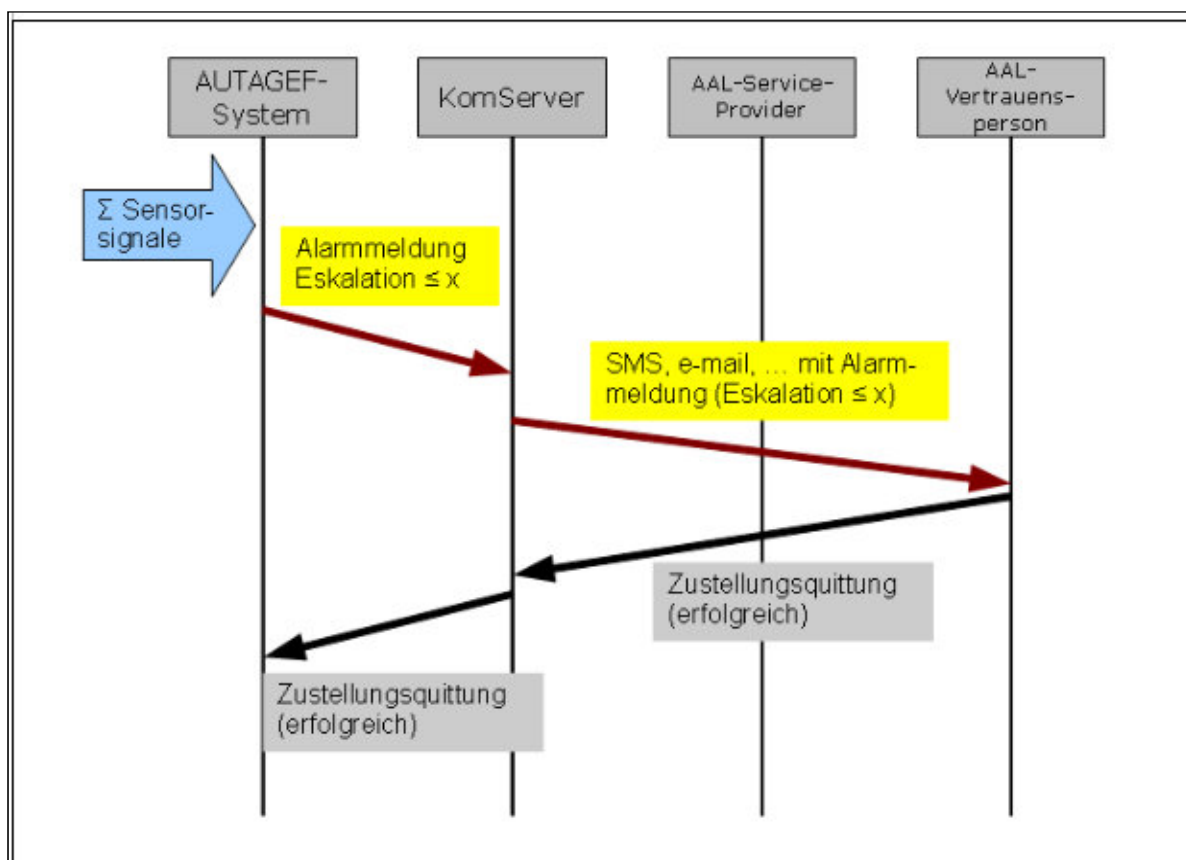 AUTAGEF-
System
KomServer
AAL-Service-
Provider
AAL-
Vertrauens-
person
Σ Sensor-
signale
Alarmmeldung
Eskalation ≤ x
SMS, e-mail, ... mit Alarm-
meldung (Eskalation ≤ x)
Zustellungsquittung
(erfolgreich)
Zustellungsquittung
(erfolgreich)